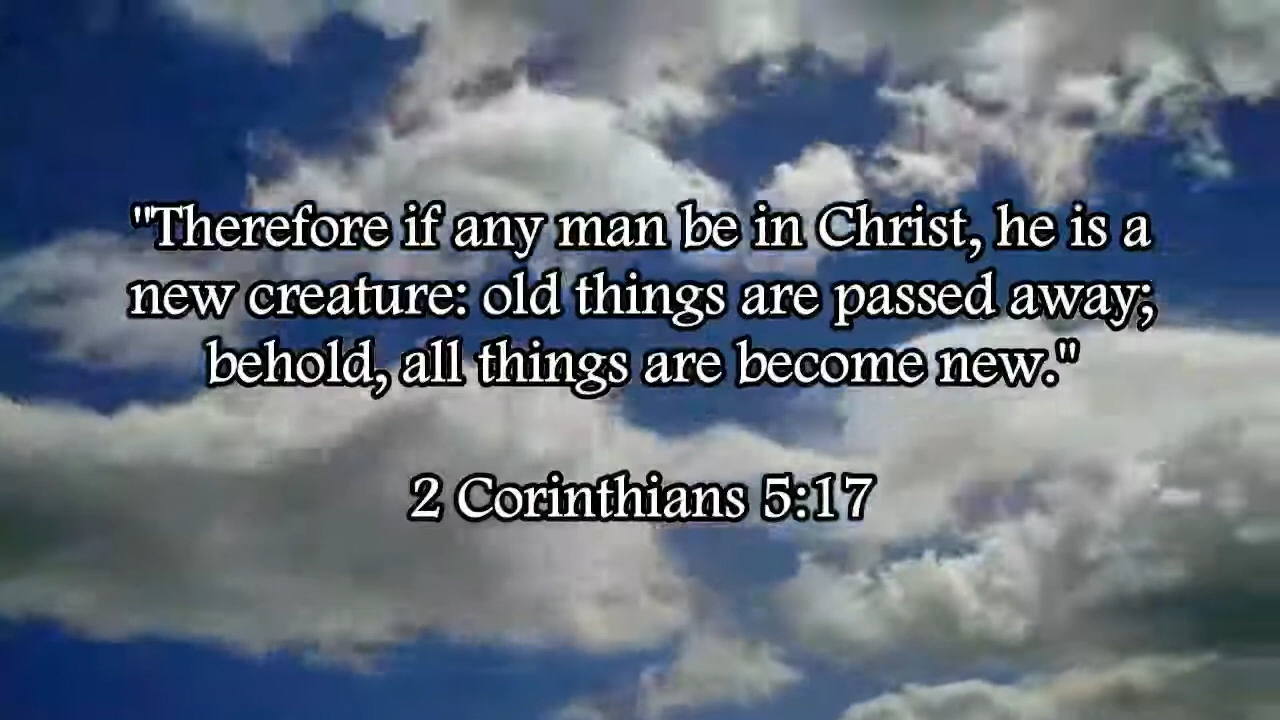 "Therefore if any man be in Christ, he is a
new creature: old things are passed away;
behold, all things are become new."
2 Corinthians 5:17